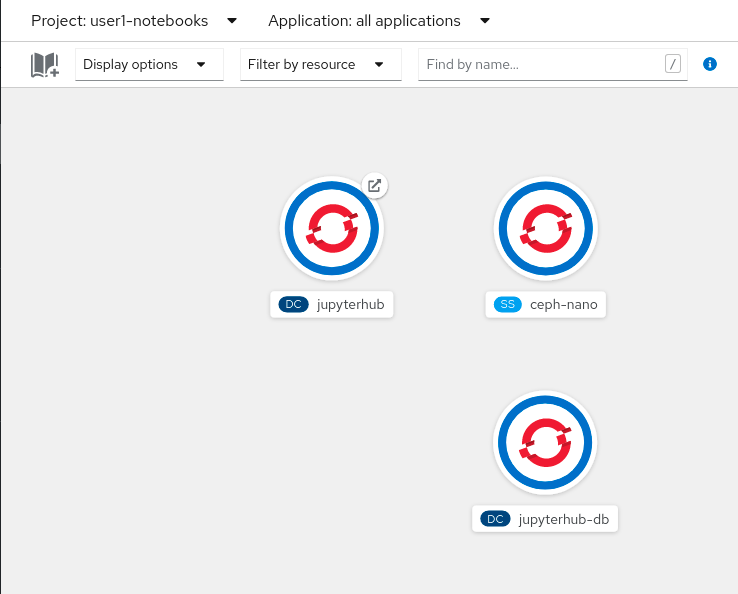 Project: user1-notebooks Application: all applications
Display options Filter by resource Find by name... /
DC jupyterhub SS ceph-nano
DC jupyterhub-db